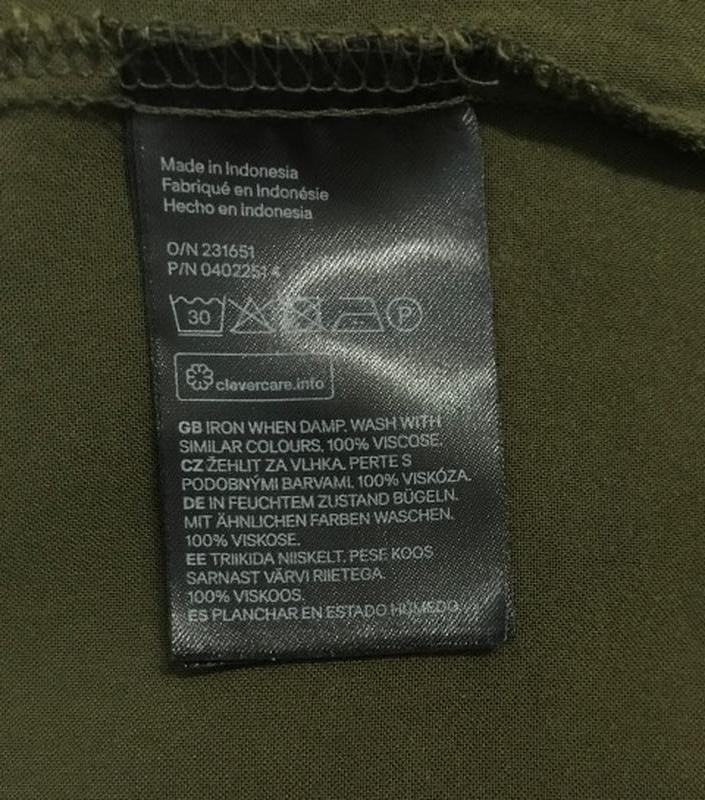 Made in Indonesia
Fabriqué en Indonésie
Hecho en Indonesia
O/N 231651
P/N 04022514
30
P
clevercare.info
GB IRON WHEN DAMP. WASH WITH
SIMILAR COLOURS. 100% VISCOSE.
CZ ŽEHLIT ZA VLHKA. PERTE S
PODOBNÝMI BARVAMI. 100% VISKÓZA.
DE IN FEUCHTEM ZUSTAND BÜGELN.
MIT ÄHNLICHEN FARBEN WASCHEN.
100% VISKOSE.
EE TRIIKIDA NIISKELT. PESE KOOS
SARNAST VÄRVI RIIETEGA.
100% VISKOOS.
ES PLANCHAR EN ESTADO HÚMEDO.